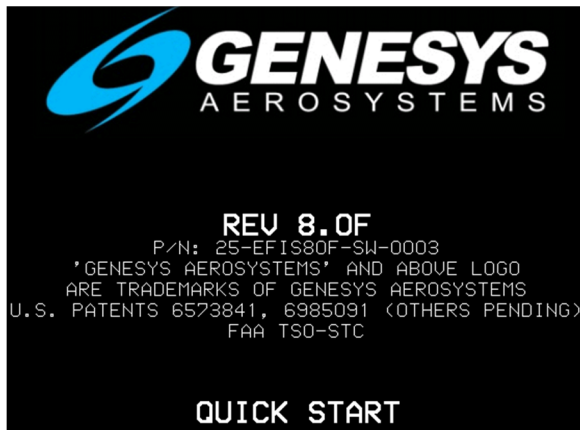 GENESYS
AEROSYSTEMS
REV 8.0F
P/N: 25-EFIS80F-SW-0003
'GENESYS AEROSYSTEMS' AND ABOVE LOGO
ARE TRADEMARKS OF GENESYS AEROSYSTEMS
U.S. PATENTS 6573841, 6985091 (OTHERS PENDING)
FAA TSO-STC
QUICK START